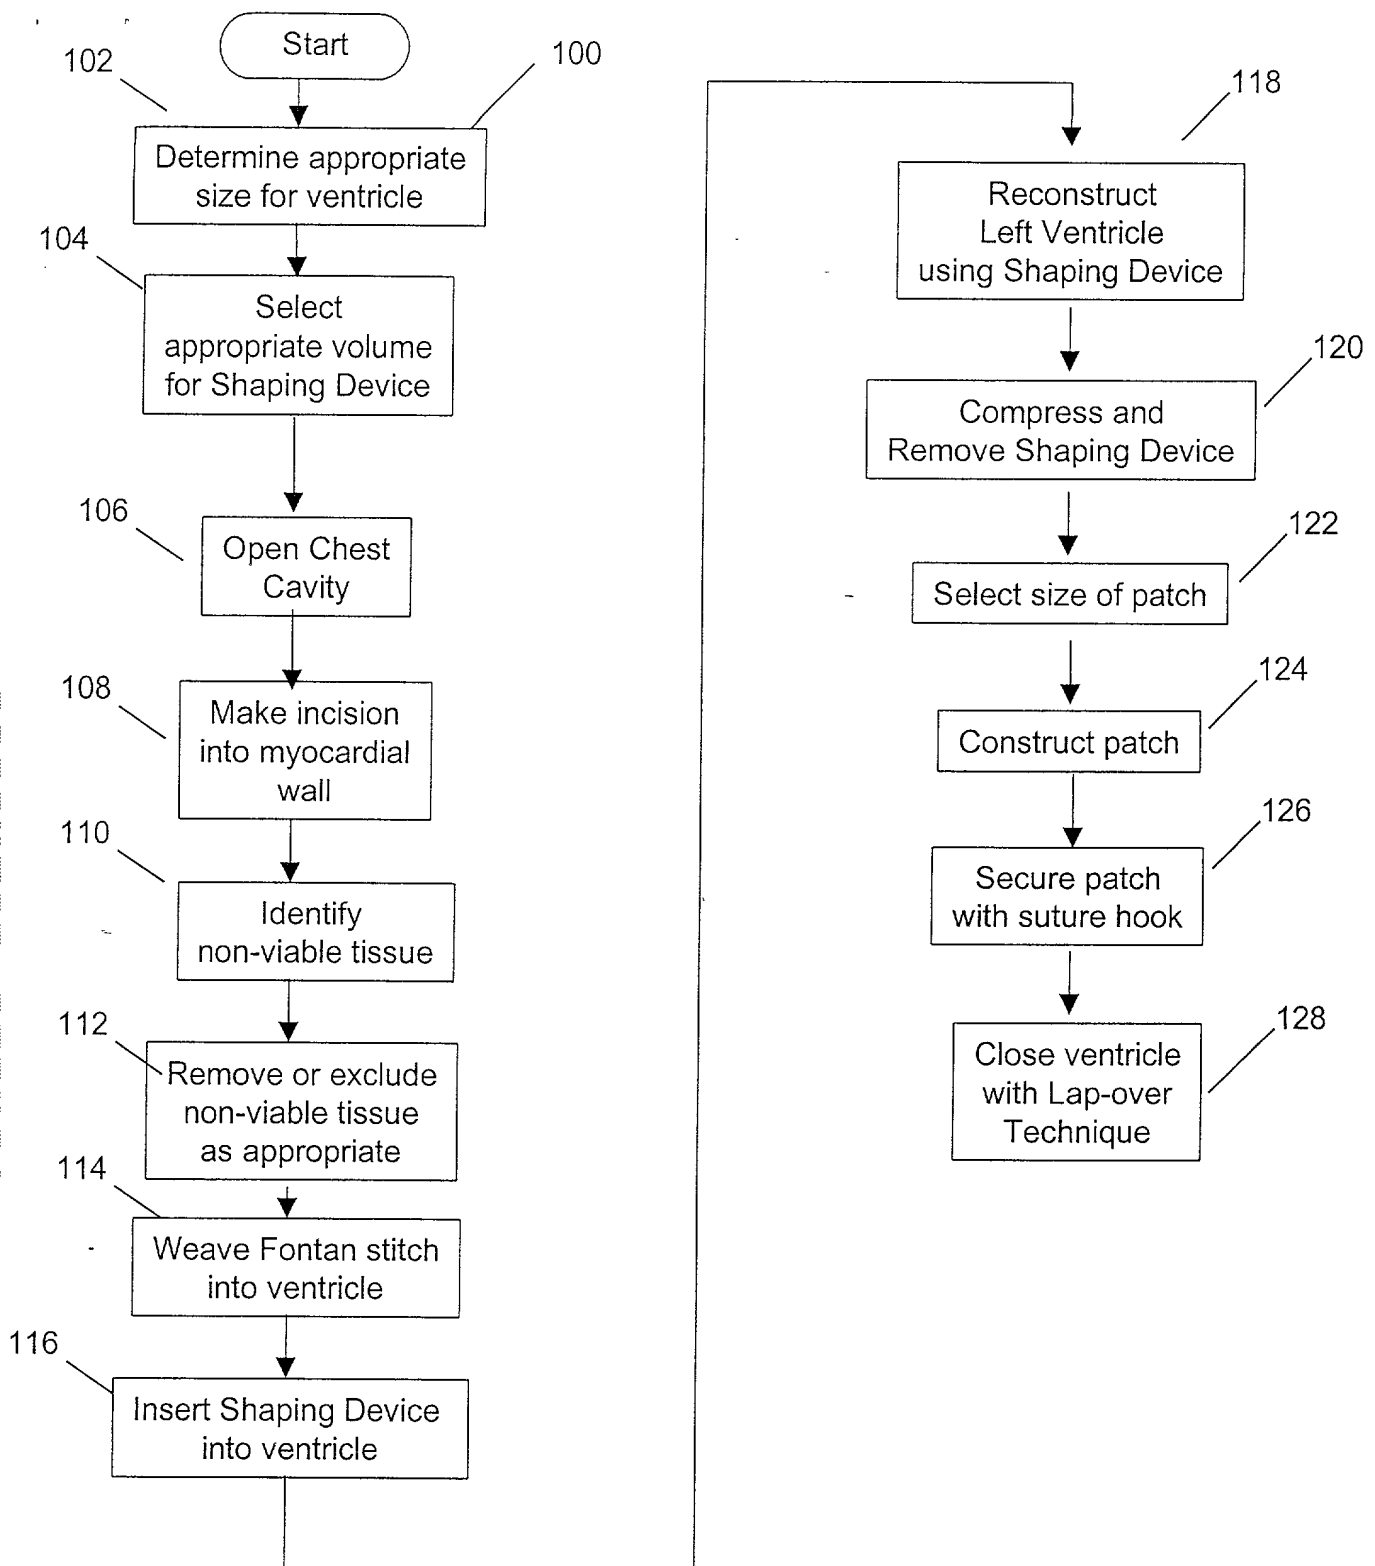 Start
100
102
Determine appropriate
size for ventricle
104
Select
appropriate volume
for Shaping Device
106
Open Chest
Cavity
108
Make incision
into myocardial
wall
110
Identify
non-viable tissue
112
Remove or exclude
non-viable tissue
as appropriate
114
Weave Fontan stitch
into ventricle
116
Insert Shaping Device
into ventricle
118
Reconstruct
Left Ventricle
using Shaping Device
120
Compress and
Remove Shaping Device
122
Select size of patch
124
Construct patch
126
Secure patch
with suture hook
128
Close ventricle
with Lap-over
Technique